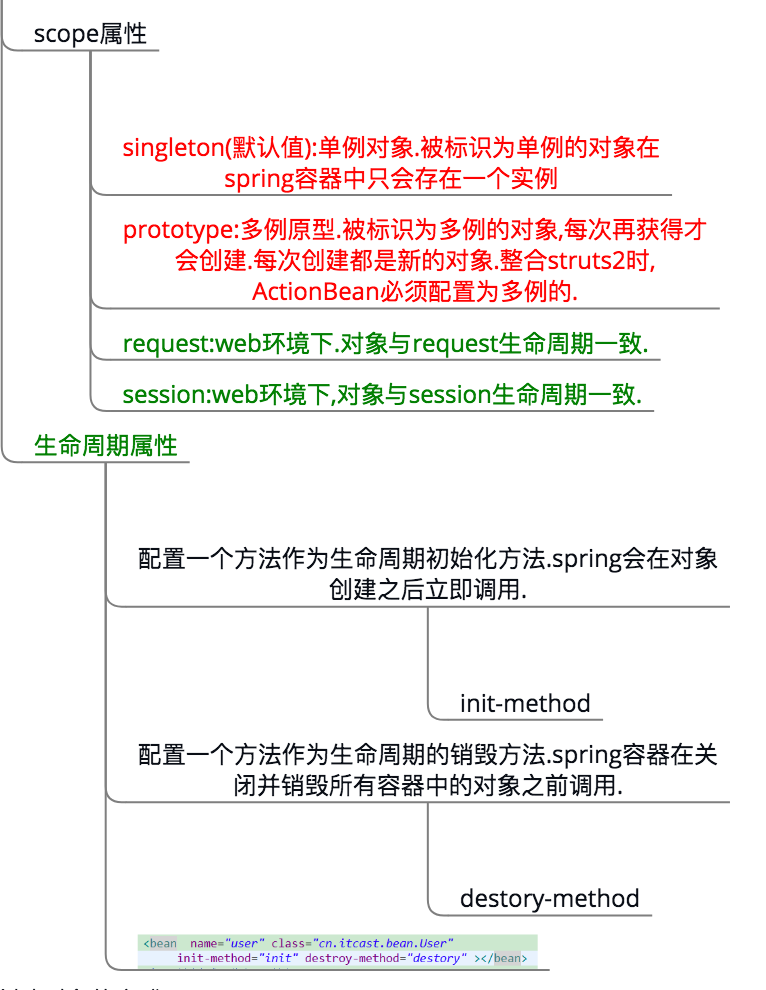 scope属性
singleton(默认值):单例对象.被标识为单例的对象在
spring容器中只会存在一个实例
prototype:多例原型.被标识为多例的对象,每次再获得才
会创建.每次创建都是新的对象.整合struts2时,
ActionBean必须配置为多例的.
request:web环境下.对象与request生命周期一致.
session:web环境下,对象与session生命周期一致.
生命周期属性
配置一个方法作为生命周期初始化方法.spring会在对象
创建之后立即调用.
init-method
配置一个方法作为生命周期的销毁方法.spring容器在关
闭并销毁所有容器中的对象之前调用.
destory-method
<bean name="user" class="cn.itcast.bean.User"
init-method="init" destroy-method="destory" ></bean>